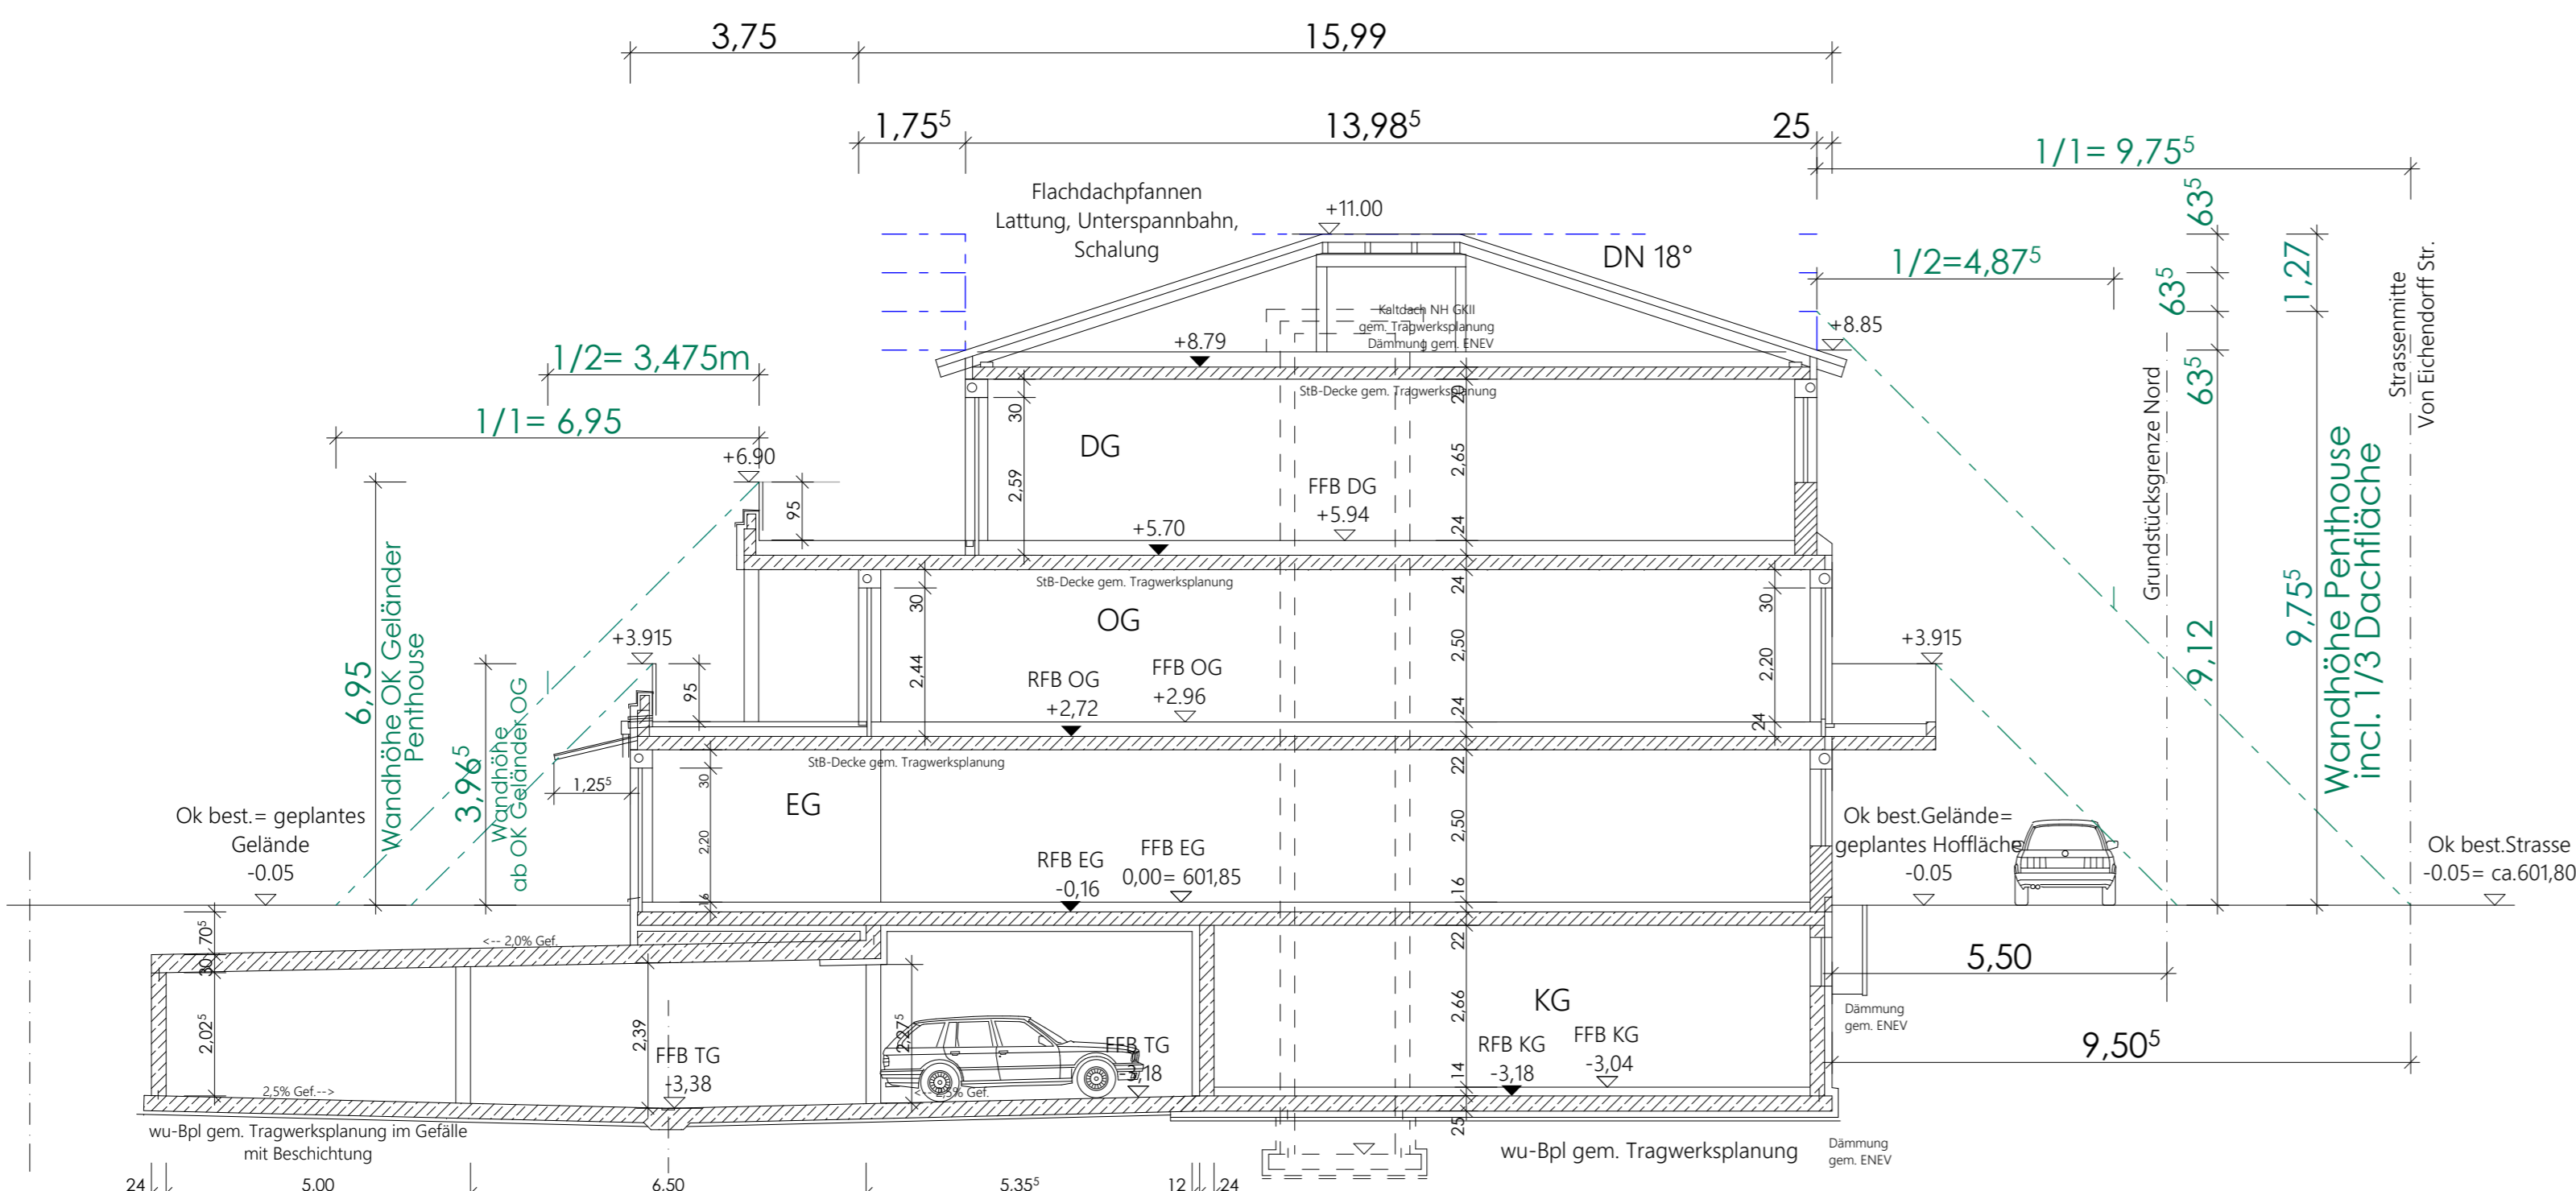 3,75
15,99
1,75⁵
13,98⁵
25
1/1= 9,75⁵
Flachdachpfannen
Lattung, Unterspannbahn,
Schalung
+11.00
DN 18°
1/2=4,87⁵
63⁵
63⁵
63⁵
1,27
Strassenmitte
Von Eichendorff Str.
Kaltdach NH GKII
gem. Tragwerksplanung
Dämmung gem. ENEV
+8.79
+8.85
1/2= 3,475m
1/1= 6,95
StB-Decke gem. Tragwerksplanung
20
30
DG
2,65
2,59
+6.90
95
FFB DG
+5.94
+5.70
24
Grundstücksgrenze Nord
Wandhöhe Penthouse
incl. 1/3 Dachfläche
9,75⁵
9,12
StB-Decke gem. Tragwerksplanung
24
30
30
OG
6,95
Wandhöhe OK Geländer
Penthouse
+3.915
+3.915
2,44
2,50
2,20
RFB OG
+2,72
FFB OG
+2.96
95
24
24
3,96⁵
Wandhöhe
ab OK Geländer OG
StB-Decke gem. Tragwerksplanung
22
30
1,25⁵
EG
2,20
2,50
Ok best.= geplantes
Gelände
-0.05
Ok best.Gelände=
geplantes Hoffläche
-0.05
Ok best.Strasse
-0.05= ca.601,80
RFB EG
-0,16
FFB EG
0,00= 601,85
16
16
70⁵
<-- 2,0% Gef.
22
30
5,50
KG
2,66
2,02⁵
2,39
2,27⁵
Dämmung
gem. ENEV
FFB TG
-3,38
FFB TG
-3,18
RFB KG
-3,18
FFB KG
-3,04
9,50⁵
14
2,5% Gef.-->
<-- 2,5% Gef.
25
wu-Bpl gem. Tragwerksplanung im Gefälle
mit Beschichtung
wu-Bpl gem. Tragwerksplanung
Dämmung
gem. ENEV
24
5,00
6,50
5,35⁵
12
24